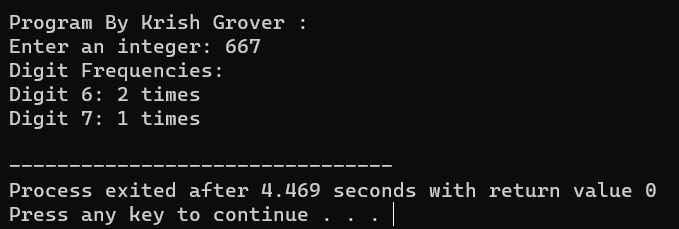 Program By Krish Grover :
Enter an integer: 667
Digit Frequencies:
Digit 6: 2 times
Digit 7: 1 times
--------------------------------
Process exited after 4.469 seconds with return value 0
Press any key to continue . . .